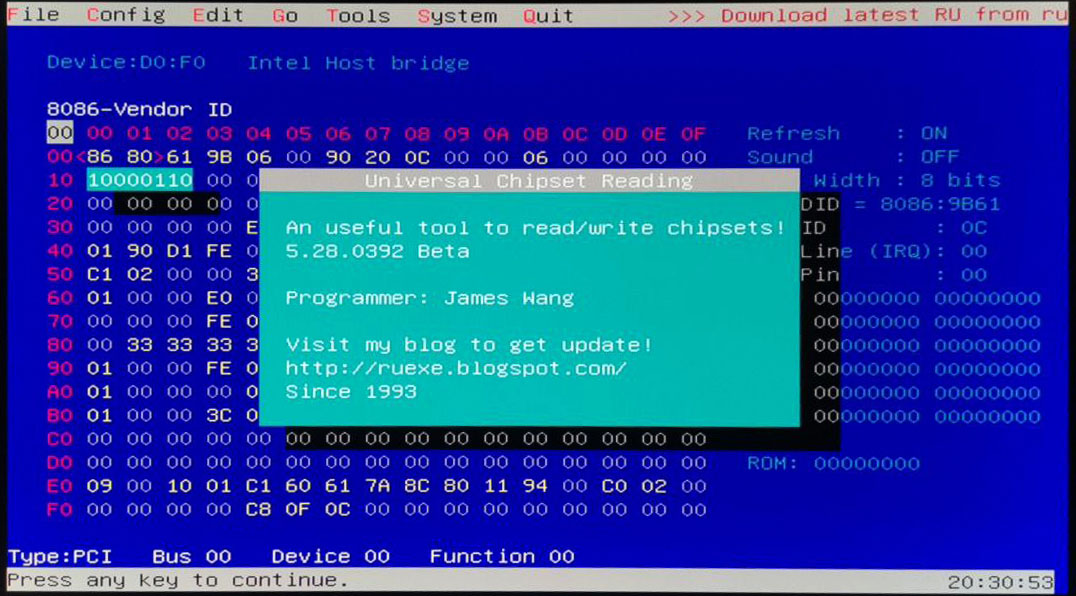 File Config Edit Go Tools System Quit >>> Download latest RU from ru
Device:D0:F0 Intel Host bridge
8086-Vendor ID
00 00 01 02 03 04 05 06 07 08 09 0A 0B 0C 0D 0E 0F Refresh : ON
00<86 80>61 9B 06 00 90 20 0C 00 00 06 00 00 00 00 Sound : OFF
10 10000110 00 00 0 Universal Chipset Reading Width : 8 bits
20 00 00 00 00 0 DID = 8086:9B61
30 00 00 00 00 E An useful tool to read/write chipsets! ID : 0C
40 01 90 D1 FE 0 5.28.0392 Beta Line (IRQ): 00
50 C1 02 00 00 3 Pin : 00
60 01 00 00 E0 0 Programmer: James Wang 00000000 00000000
70 00 00 00 FE 0 00000000 00000000
80 00 33 33 33 3 Visit my blog to get update! 00000000 00000000
90 01 00 00 FE 0 http://ruexe.blogspot.com/ 00000000 00000000
A0 01 00 00 00 0 Since 1993 00000000 00000000
B0 01 00 00 3C 0 00000000 00000000
C0 00 00 00 00 00 00 00 00 00 00 00 00 00 00 00 00
D0 00 00 00 00 00 00 00 00 00 00 00 00 00 00 00 00 ROM: 00000000
E0 09 00 10 01 C1 60 61 7A 8C 80 11 94 00 C0 02 00
F0 00 00 00 00 C8 0F 0C 00 00 00 00 00 00 00 00 00
Type:PCI Bus 00 Device 00 Function 00
Press any key to continue. 20:30:53